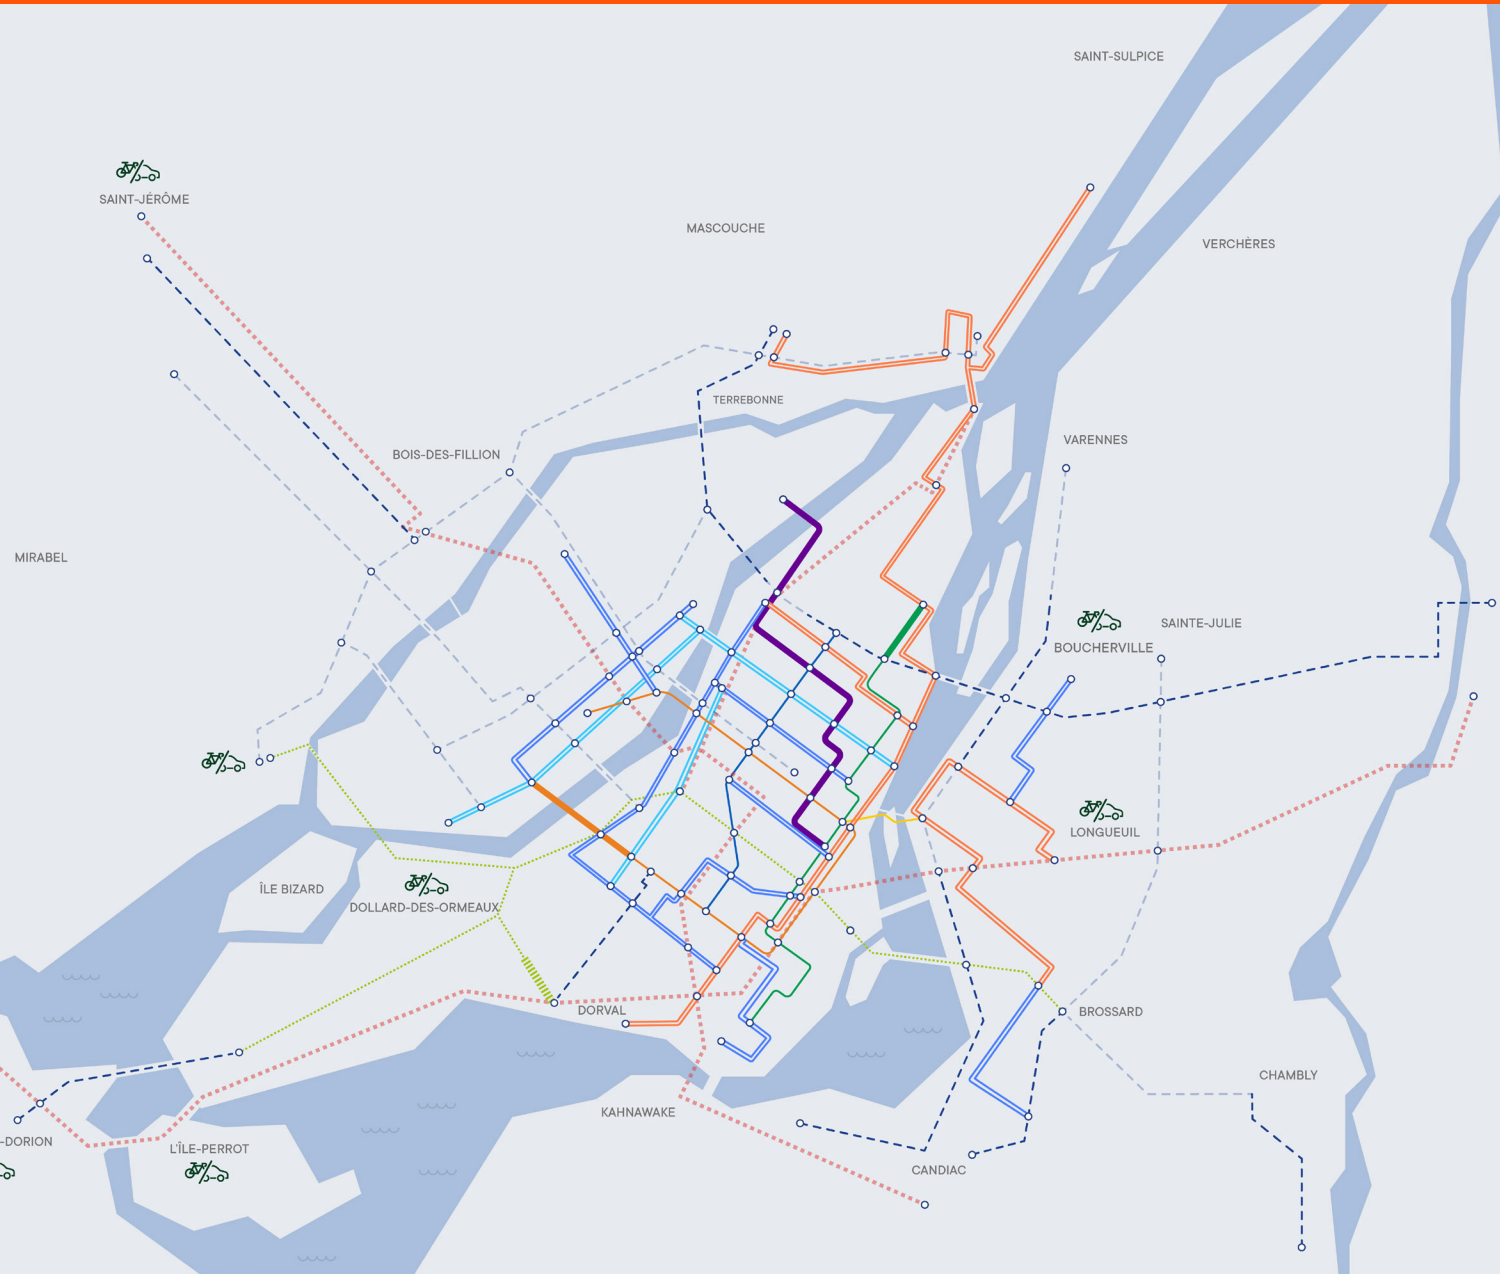 SAINT-SULPICE
SAINT-JÉRÔME
MASCOUCHE
VERCHÈRES
TERREBONNE
VARENNES
BOIS-DES-FILLION
MIRABEL
SAINTE-JULIE
BOUCHERVILLE
LONGUEUIL
ÎLE BIZARD
DOLLARD-DES-ORMEAUX
DORVAL
BROSSARD
CHAMBLY
KAHNAWAKE
-DORION
L'ÎLE-PERROT
CANDIAC